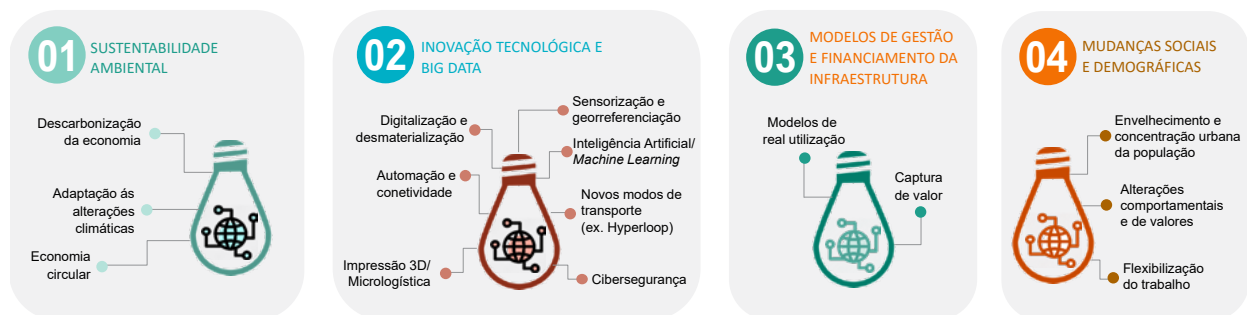 01
SUSTENTABILIDADE
AMBIENTAL
Descarbonização
da economia
Adaptação ás
alterações
climáticas
Economia
circular
02
INOVAÇÃO TECNOLÓGICA E
BIG DATA
Sensorização e
georreferenciação
Digitalização e
desmaterialização
Inteligência Artificial/
Machine Learning
Automação e
conetividade
Novos modos de
transporte
(ex. Hyperloop)
Impressão 3D/
Micrologística
Cibersegurança
03
MODELOS DE GESTÃO
E FINANCIAMENTO DA
INFRAESTRUTURA
Modelos de
real utilização
Captura
de valor
04
MUDANÇAS SOCIAIS
E DEMOGRÁFICAS
Envelhecimento e
concentração urbana
da população
Alterações
comportamentais
e de valores
Flexibilização
do trabalho